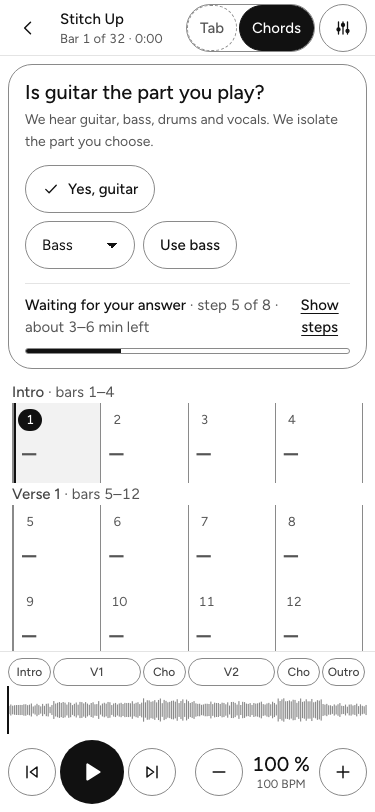 Stitch Up
Bar 1 of 32 · 0:00
Tab
Chords
Is guitar the part you play?
We hear guitar, bass, drums and vocals. We isolate
the part you choose.
Yes, guitar
Bass
Use bass
Waiting for your answer · step 5 of 8 ·
about 3–6 min left
Show
steps
Intro · bars 1–4
1 2 3 4
– – – –
Verse 1 · bars 5–12
5 6 7 8
– – – –
9 10 11 12
– – – –
Intro V1 Cho V2 Cho Outro
100 %
100 BPM